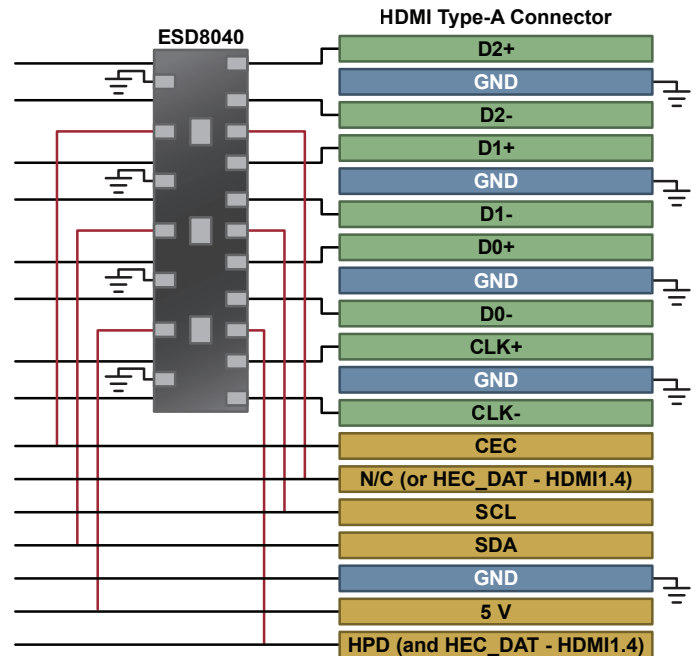 HDMI Type-A Connector
ESD8040
D2+
GND
D2-
D1+
GND
D1-
D0+
GND
D0-
CLK+
GND
CLK-
CEC
N/C (or HEC_DAT - HDMI1.4)
SCL
SDA
GND
5 V
HPD (and HEC_DAT - HDMI1.4)